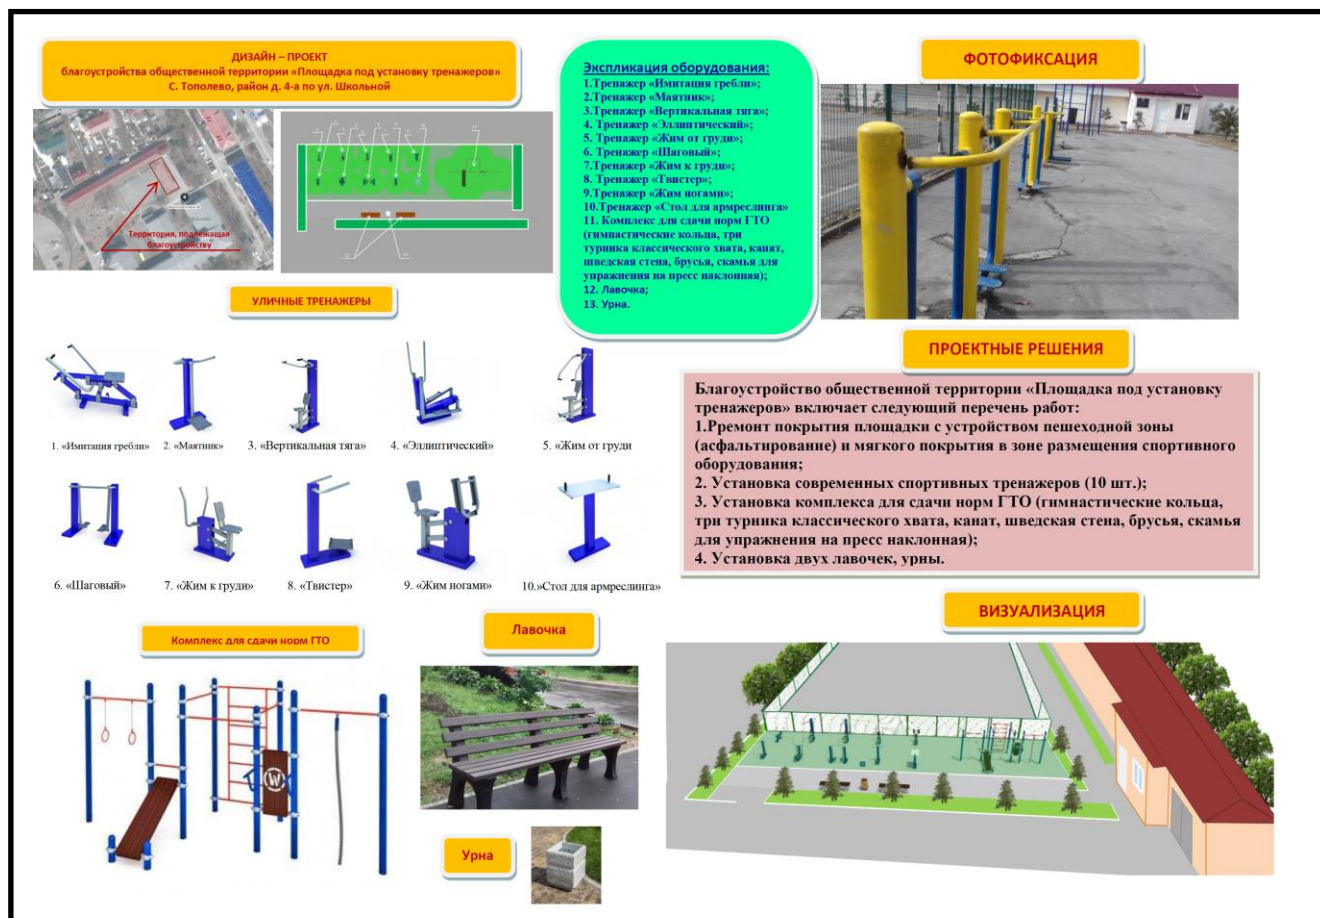 ДИЗАЙН – ПРОЕКТ
благоустройства общественной территории «Площадка под установку тренажеров»
С. Тополево, район д. 4-а по ул. Школьной
Территория, подлежащая
благоустройству
Экспликация оборудования:
1.Тренажер «Имитация гребли»;
2.Тренажер «Маятник»;
3.Тренажер «Вертикальная тяга»;
4. Тренажер «Эллиптический»;
5. Тренажер «Жим от груди»;
6. Тренажер «Шаговый»;
7.Тренажер «Жим к груди»;
8. Тренажер «Твистер»;
9.Тренажер «Жим ногами»;
10.Тренажер «Стол для армреслинга»
11. Комплекс для сдачи норм ГТО
(гимнастические кольца, три
турника классического хвата, канат,
шведская стена, брусья, скамья для
упражнения на пресс наклонная);
12. Лавочка;
13. Урна.
ФОТОФИКСАЦИЯ
УЛИЧНЫЕ ТРЕНАЖЕРЫ
1. «Имитация гребли»
2. «Маятник»
3. «Вертикальная тяга»
4. «Эллиптический»
5. «Жим от груди
6. «Шаговый»
7. «Жим к груди»
8. «Твистер»
9. «Жим ногами»
10.»Стол для армреслинга»
ПРОЕКТНЫЕ РЕШЕНИЯ
Благоустройство общественной территории «Площадка под установку
тренажеров» включает следующий перечень работ:
1.Рремонт покрытия площадки с устройством пешеходной зоны
(асфальтирование) и мягкого покрытия в зоне размещения спортивного
оборудования;
2. Установка современных спортивных тренажеров (10 шт.);
3. Установка комплекса для сдачи норм ГТО (гимнастические кольца,
три турника классического хвата, канат, шведская стена, брусья, скамья
для упражнения на пресс наклонная);
4. Установка двух лавочек, урны.
Комплекс для сдачи норм ГТО
Лавочка
Урна
ВИЗУАЛИЗАЦИЯ
W